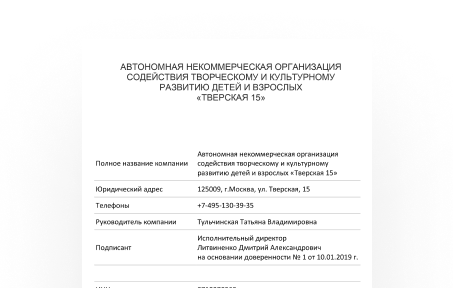 АВТОНОМНАЯ НЕКОММЕРЧЕСКАЯ ОРГАНИЗАЦИЯ
СОДЕЙСТВИЯ ТВОРЧЕСКОМУ И КУЛЬТУРНОМУ
РАЗВИТИЮ ДЕТЕЙ И ВЗРОСЛЫХ
«ТВЕРСКАЯ 15»
Полное название компании
Автономная некоммерческая организация
содействия творческому и культурному
развитию детей и взрослых «Тверская 15»
Юридический адрес
125009, г.Москва, ул. Тверская, 15
Телефоны
+7-495-130-39-35
Руководитель компании
Тульчинская Татьяна Владимировна
Подписант
Исполнительный директор
Литвиненко Дмитрий Александрович
на основании доверенности № 1 от 10.01.2019 г.